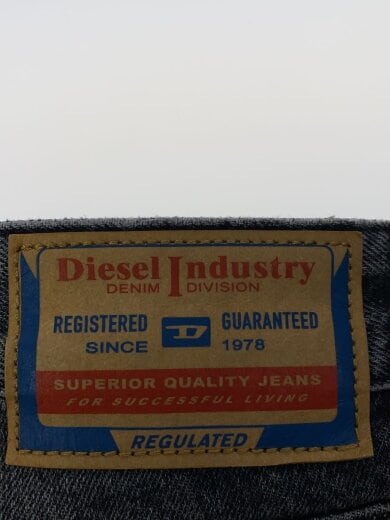 Diesel Industry
DENIM DIVISION
REGISTERED D GUARANTEED
SINCE 1978
SUPERIOR QUALITY JEANS
FOR SUCCESSFUL LIVING
REGULATED